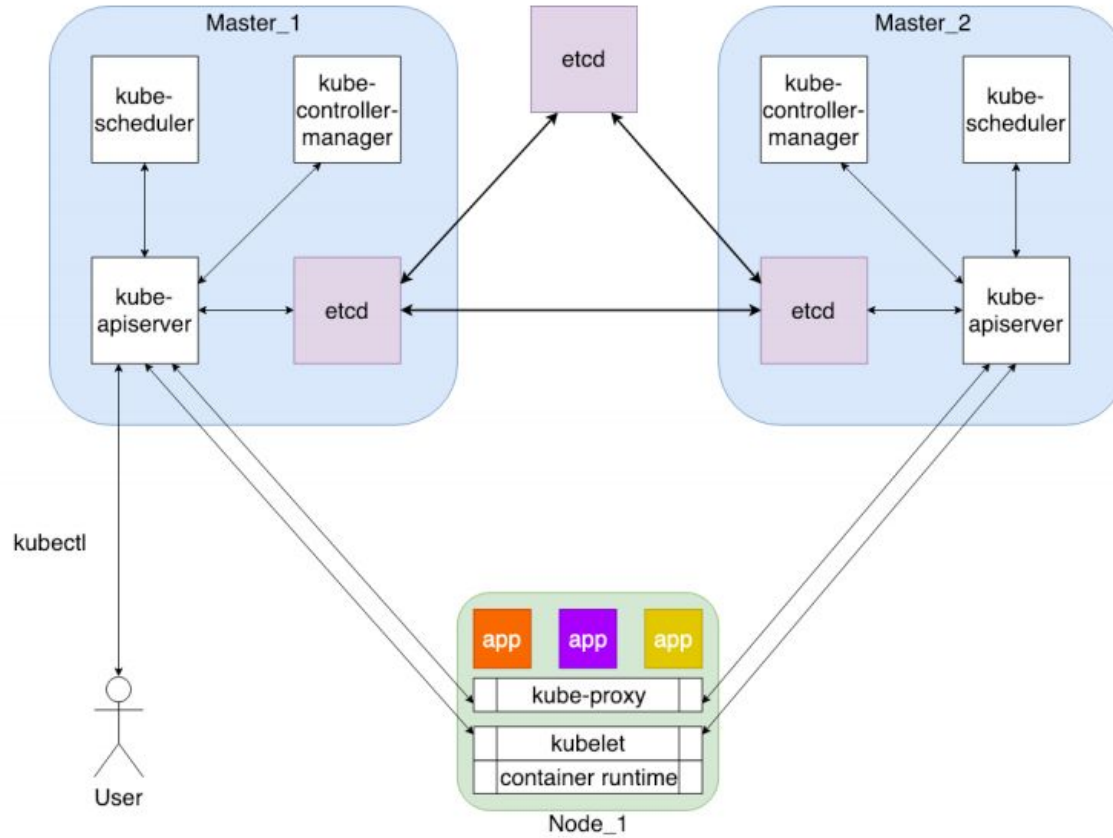 Master_1
kube-
scheduler
kube-
controller-
manager
kube-
apiserver
etcd
etcd
Master_2
kube-
controller-
manager
kube-
scheduler
etcd
kube-
apiserver
kubectl
User
app
app
app
kube-proxy
kubelet
container runtime
Node_1